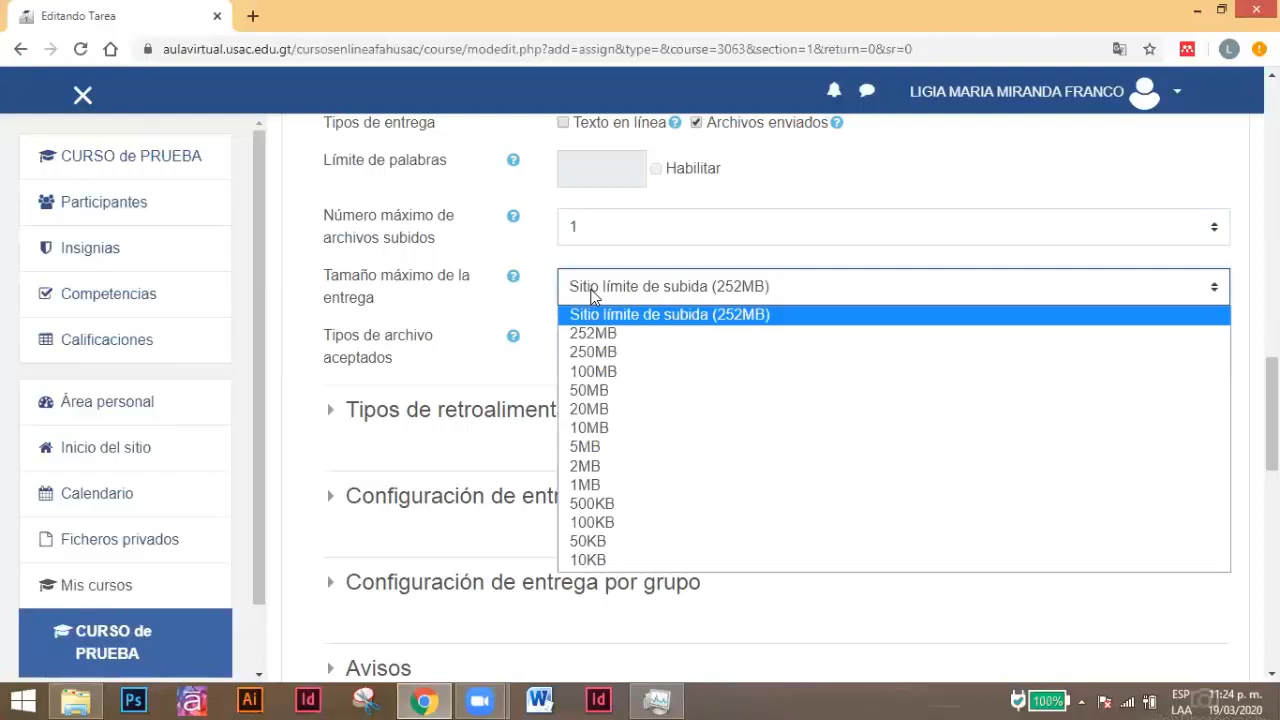 Editando Tarea
aulavirtual.usac.edu.gt/cursosenlineafahusac/course/modedit.php?add=assign&type=&course=3063&section=1&return=0&sr=0
L
LIGIA MARIA MIRANDA FRANCO
CURSO de PRUEBA
Participantes
Insignias
Competencias
Calificaciones
Área personal
Inicio del sitio
Calendario
Ficheros privados
Mis cursos
CURSO de
PRUEBA
Tipos de entrega
Texto en línea
Archivos enviados
Límite de palabras
Habilitar
Número máximo de
archivos subidos
1
Tamaño máximo de la
entrega
Sitio límite de subida (252MB)
Sitio límite de subida (252MB)
252MB
250MB
100MB
50MB
20MB
10MB
5MB
2MB
1MB
500KB
100KB
50KB
10KB
Tipos de archivo
aceptados
Tipos de retroaliment
Configuración de ent
Configuración de entrega por grupo
Avisos
Ps
a
Ai
Id
W
Id
100%
ESP
LAA
11:24 p. m.
19/03/2020